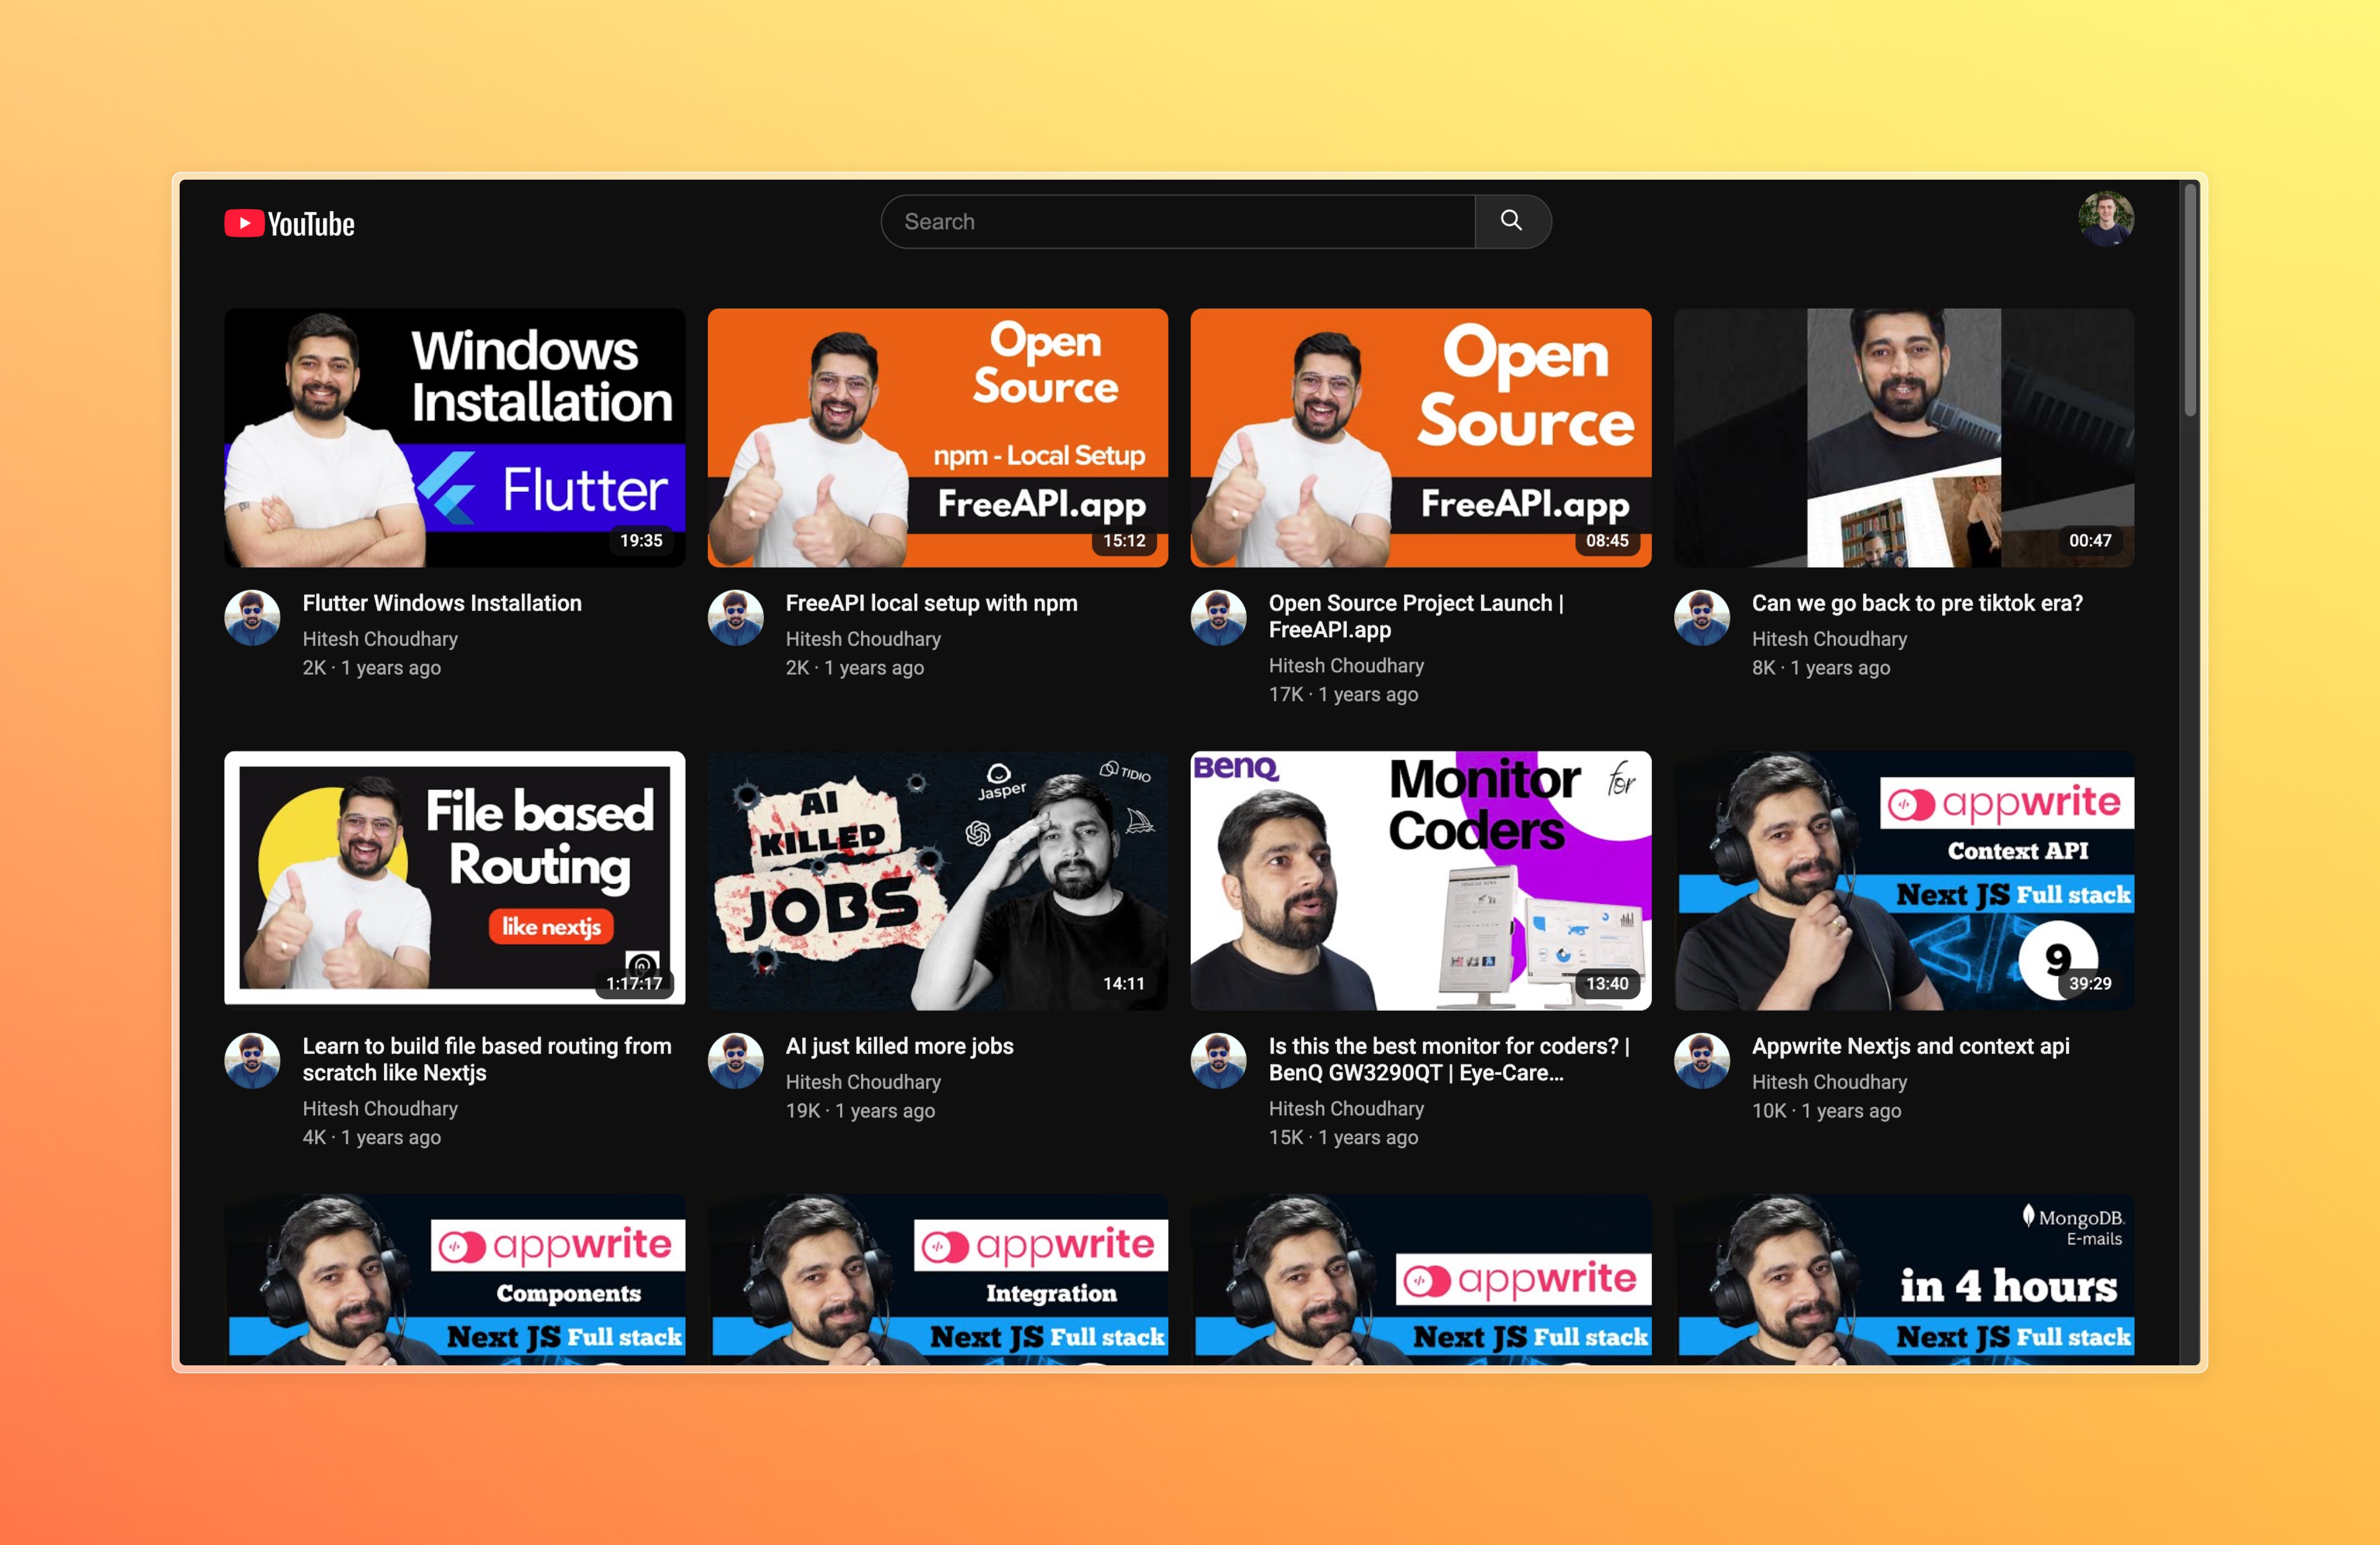 YouTube
Search
Windows
Installation
Flutter
19:35
Open
Source
npm - Local Setup
FreeAPI.app
15:12
Open
Source
FreeAPI.app
08:45
00:47
Flutter Windows Installation
Hitesh Choudhary
2K · 1 years ago
FreeAPI local setup with npm
Hitesh Choudhary
2K · 1 years ago
Open Source Project Launch |
FreeAPI.app
Hitesh Choudhary
17K · 1 years ago
Can we go back to pre tiktok era?
Hitesh Choudhary
8K · 1 years ago
File based
Routing
like nextjs
1:17:17
AI
KILLED
JOBS
Jasper
TIDIO
14:11
BenQ
Monitor for
Coders
13:40
appwrite
Context API
Next JS Full stack
9
39:29
Learn to build file based routing from
scratch like Nextjs
Hitesh Choudhary
4K · 1 years ago
AI just killed more jobs
Hitesh Choudhary
19K · 1 years ago
Is this the best monitor for coders? |
BenQ GW3290QT | Eye-Care...
Hitesh Choudhary
15K · 1 years ago
Appwrite Nextjs and context api
Hitesh Choudhary
10K · 1 years ago
appwrite
Components
Next JS Full stack
appwrite
Integration
Next JS Full stack
appwrite
Next JS Full stack
MongoDB.
E-mails
in 4 hours
Next JS Full stack